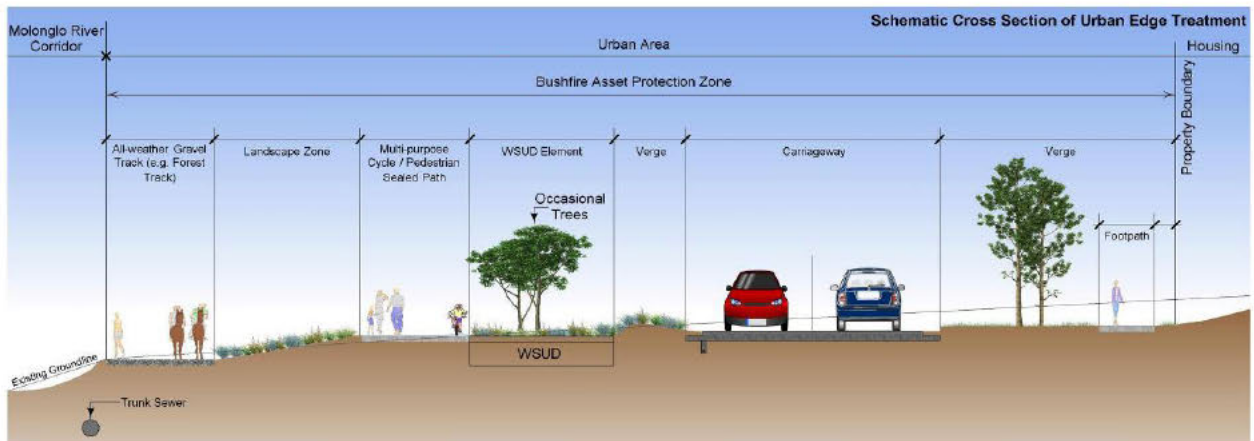 Schematic Cross Section of Urban Edge Treatment
Molonglo River
Corridor
Urban Area
Housing
Bushfire Asset Protection Zone
Property Boundary
All-weather Gravel
Track (e.g. Forest
Track)
Landscape Zone
Multi-purpose
Cycle / Pedestrian
Sealed Path
WSUD Element
Verge
Carriageway
Verge
Occasional
Trees
Footpath
Existing Groundline
WSUD
Trunk Sewer